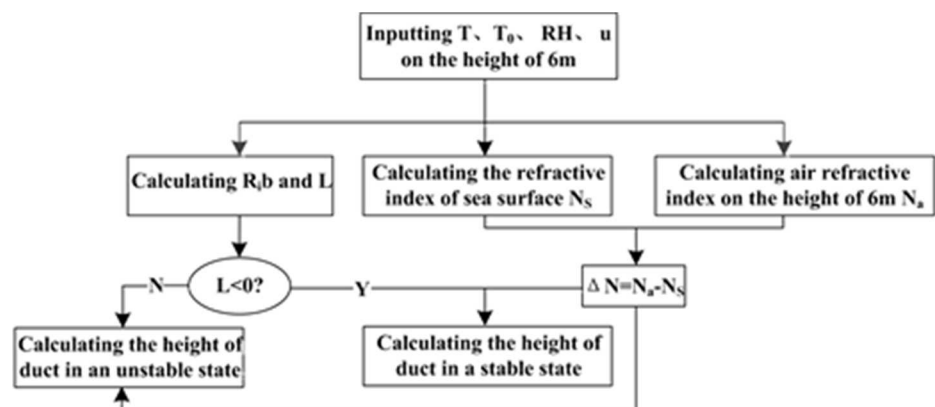 Inputting T、T₀、 RH、 u
on the height of 6m
Calculating Rᵢb and L
Calculating the refractive
index of sea surface Nₛ
Calculating air refractive
index on the height of 6m Nₐ
N
L<0?
Y
Δ N=Nₐ-Nₛ
Calculating the height of
duct in an unstable state
Calculating the height of
duct in a stable state